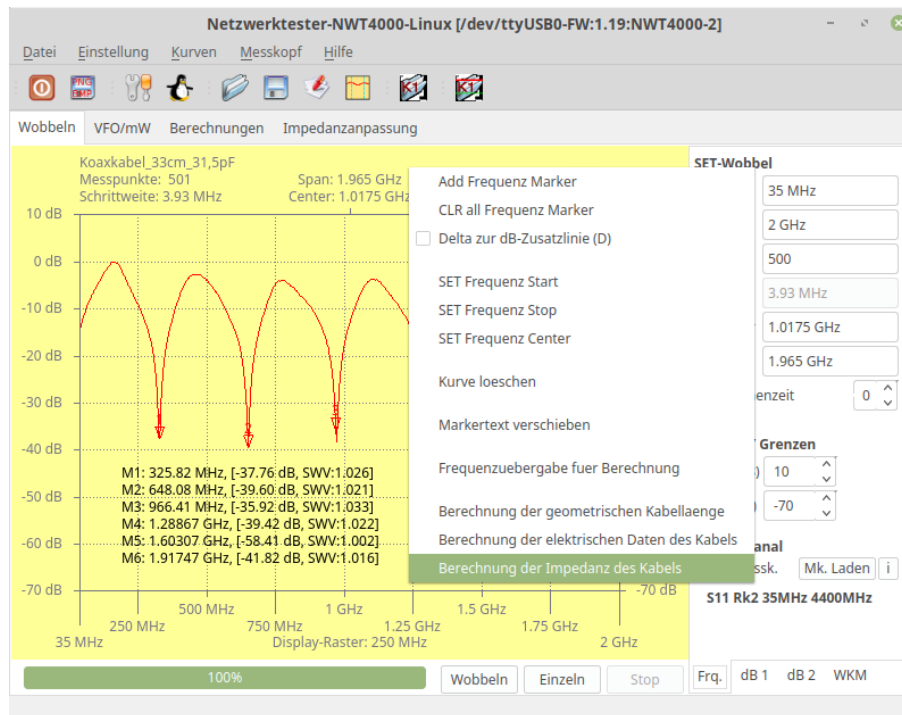 Netzwerktester-NWT4000-Linux [/dev/ttyUSB0-FW:1.19:NWT4000-2]
Datei Einstellung Kurven Messkopf Hilfe
PNG
BMP
K1
K1
Wobbeln VFO/mW Berechnungen Impedanzanpassung
Koaxkabel_33cm_31,5pF
Messpunkte: 501 Span: 1.965 GHz
Schrittweite: 3.93 MHz Center: 1.0175 GHz
10 dB
0 dB
-10 dB
-20 dB
-30 dB
-40 dB
-50 dB
-60 dB
-70 dB
M1: 325.82 MHz, [-37.76 dB, SWV:1.026]
M2: 648.08 MHz, [-39.60 dB, SWV:1.021]
M3: 966.41 MHz, [-35.92 dB, SWV:1.033]
M4: 1.28867 GHz, [-39.42 dB, SWV:1.022]
M5: 1.60307 GHz, [-58.41 dB, SWV:1.002]
M6: 1.91747 GHz, [-41.82 dB, SWV:1.016]
-70 dB
500 MHz 1 GHz 1.5 GHz
250 MHz 750 MHz 1.25 GHz 1.75 GHz
35 MHz Display-Raster: 250 MHz 2 GHz
Add Frequenz Marker
CLR all Frequenz Marker
Delta zur dB-Zusatzlinie (D)
SET Frequenz Start
SET Frequenz Stop
SET Frequenz Center
Kurve loeschen
Markertext verschieben
Frequenzuebergabe fuer Berechnung
Berechnung der geometrischen Kabellaenge
Berechnung der elektrischen Daten des Kabels
Berechnung der Impedanz des Kabels
SET-Wobbel
35 MHz
2 GHz
500
3.93 MHz
1.0175 GHz
1.965 GHz
enzeit 0
Grenzen
) 10
) -70
anal
ssk. Mk. Laden i
S11 Rk2 35MHz 4400MHz
100% Wobbeln Einzeln Stop
Frq. dB 1 dB 2 WKM